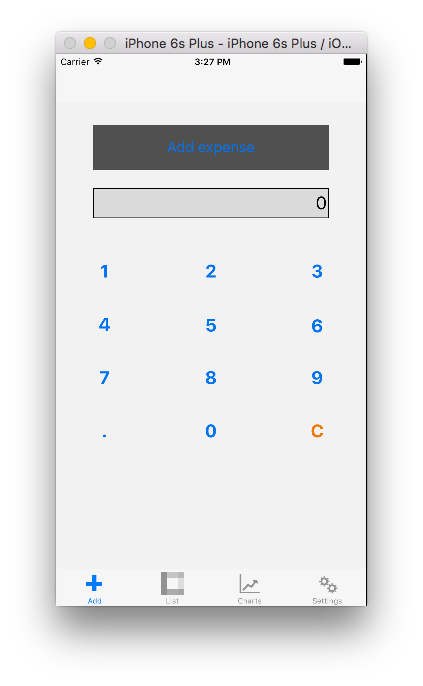 iPhone 6s Plus - iPhone 6s Plus / iO...
Carrier 3:27 PM
Add expense
0
1 2 3
4 5 6
7 8 9
. 0 C
Add List Charts Settings